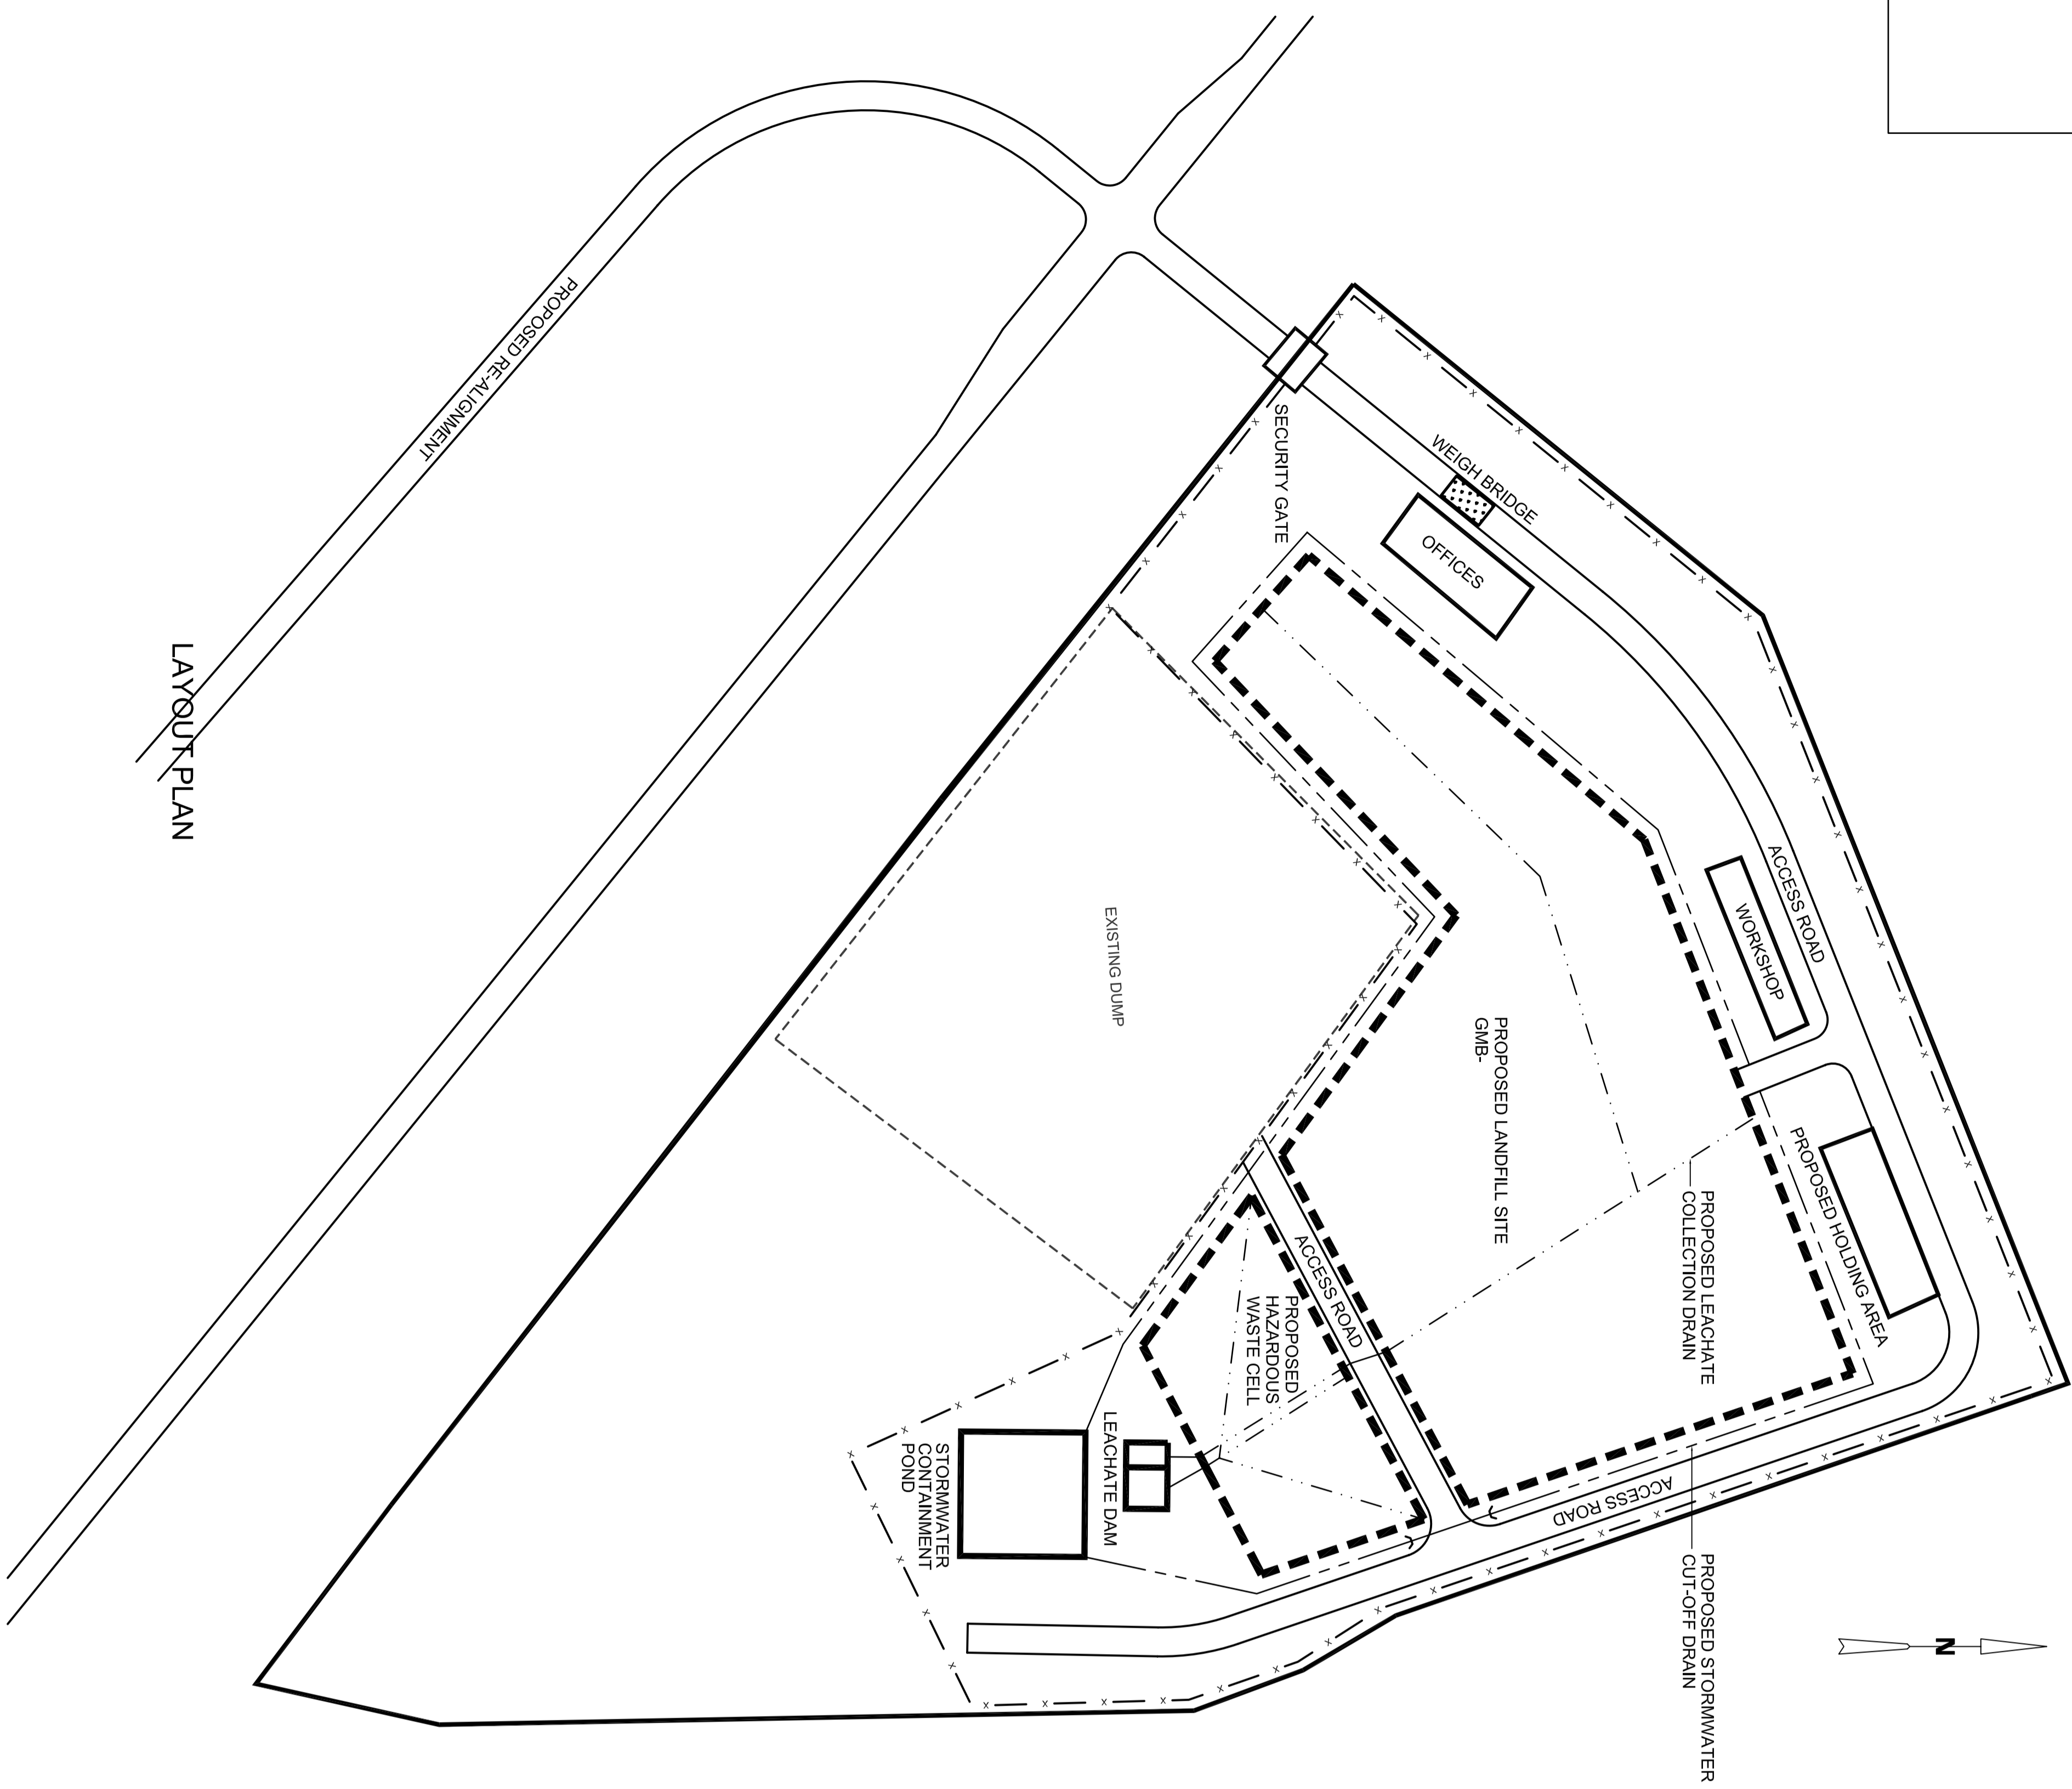 PROPOSED RE-ALIGNMENT
SECURITY GATE
WEIGH BRIDGE
OFFICES
ACCESS ROAD
WORKSHOP
EXISTING DUMP
PROPOSED LANDFILL SITE
GMB-
PROPOSED HOLDING AREA
PROPOSED LEACHATE
COLLECTION DRAIN
ACCESS ROAD
PROPOSED
HAZARDOUS
WASTE CELL
LEACHATE DAM
STORMWATER
CONTAINMENT
POND
ACCESS ROAD
PROPOSED STORMWATER
CUT-OFF DRAIN
N
LAYOUT PLAN